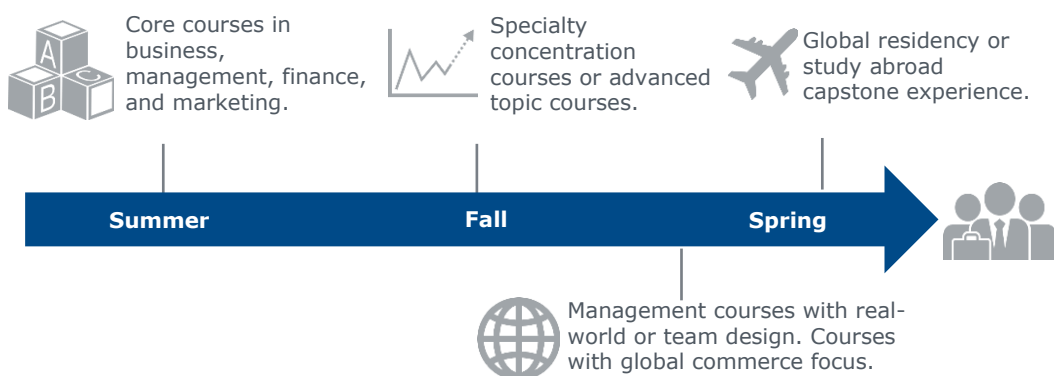 Core courses in
business,
management, finance,
and marketing.
Specialty
concentration
courses or advanced
topic courses.
Global residency or
study abroad
capstone experience.
A
B
C
Summer
Fall
Spring
Management courses with real-
world or team design. Courses
with global commerce focus.